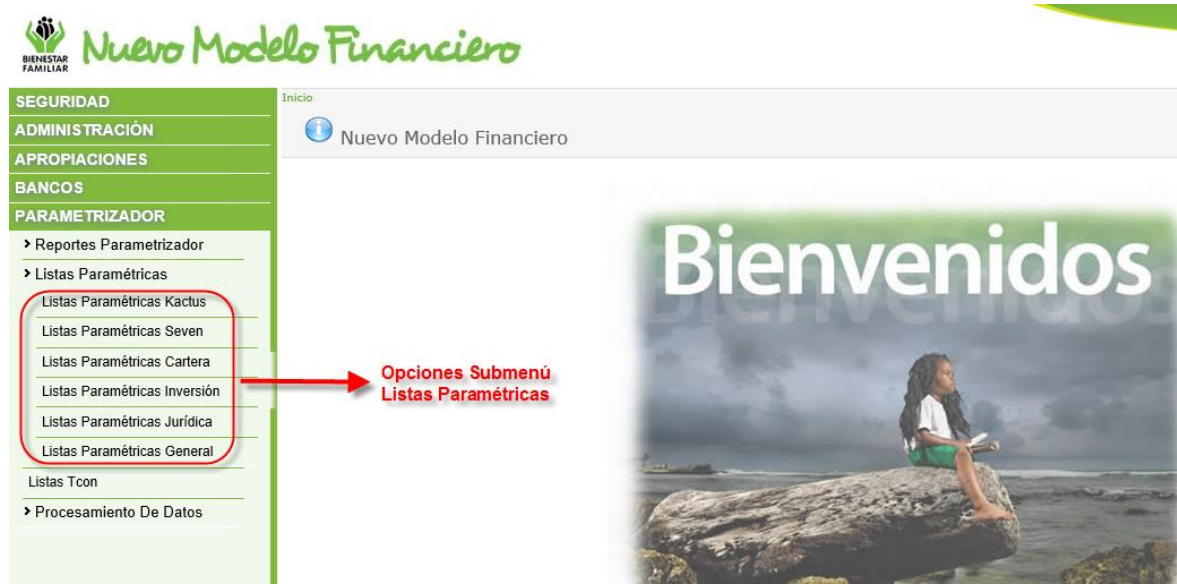 BIENESTAR
FAMILIAR
Nuevo Modelo Financiero
SEGURIDAD
ADMINISTRACIÓN
APROPIACIONES
BANCOS
PARAMETRIZADOR
Reportes Parametrizador
Listas Paramétricas
Listas Paramétricas Kactus
Listas Paramétricas Seven
Listas Paramétricas Cartera
Listas Paramétricas Inversión
Listas Paramétricas Jurídica
Listas Paramétricas General
Listas Tcon
Procesamiento De Datos
Inicio
Nuevo Modelo Financiero
Bienvenidos
Opciones Submenú
Listas Paramétricas